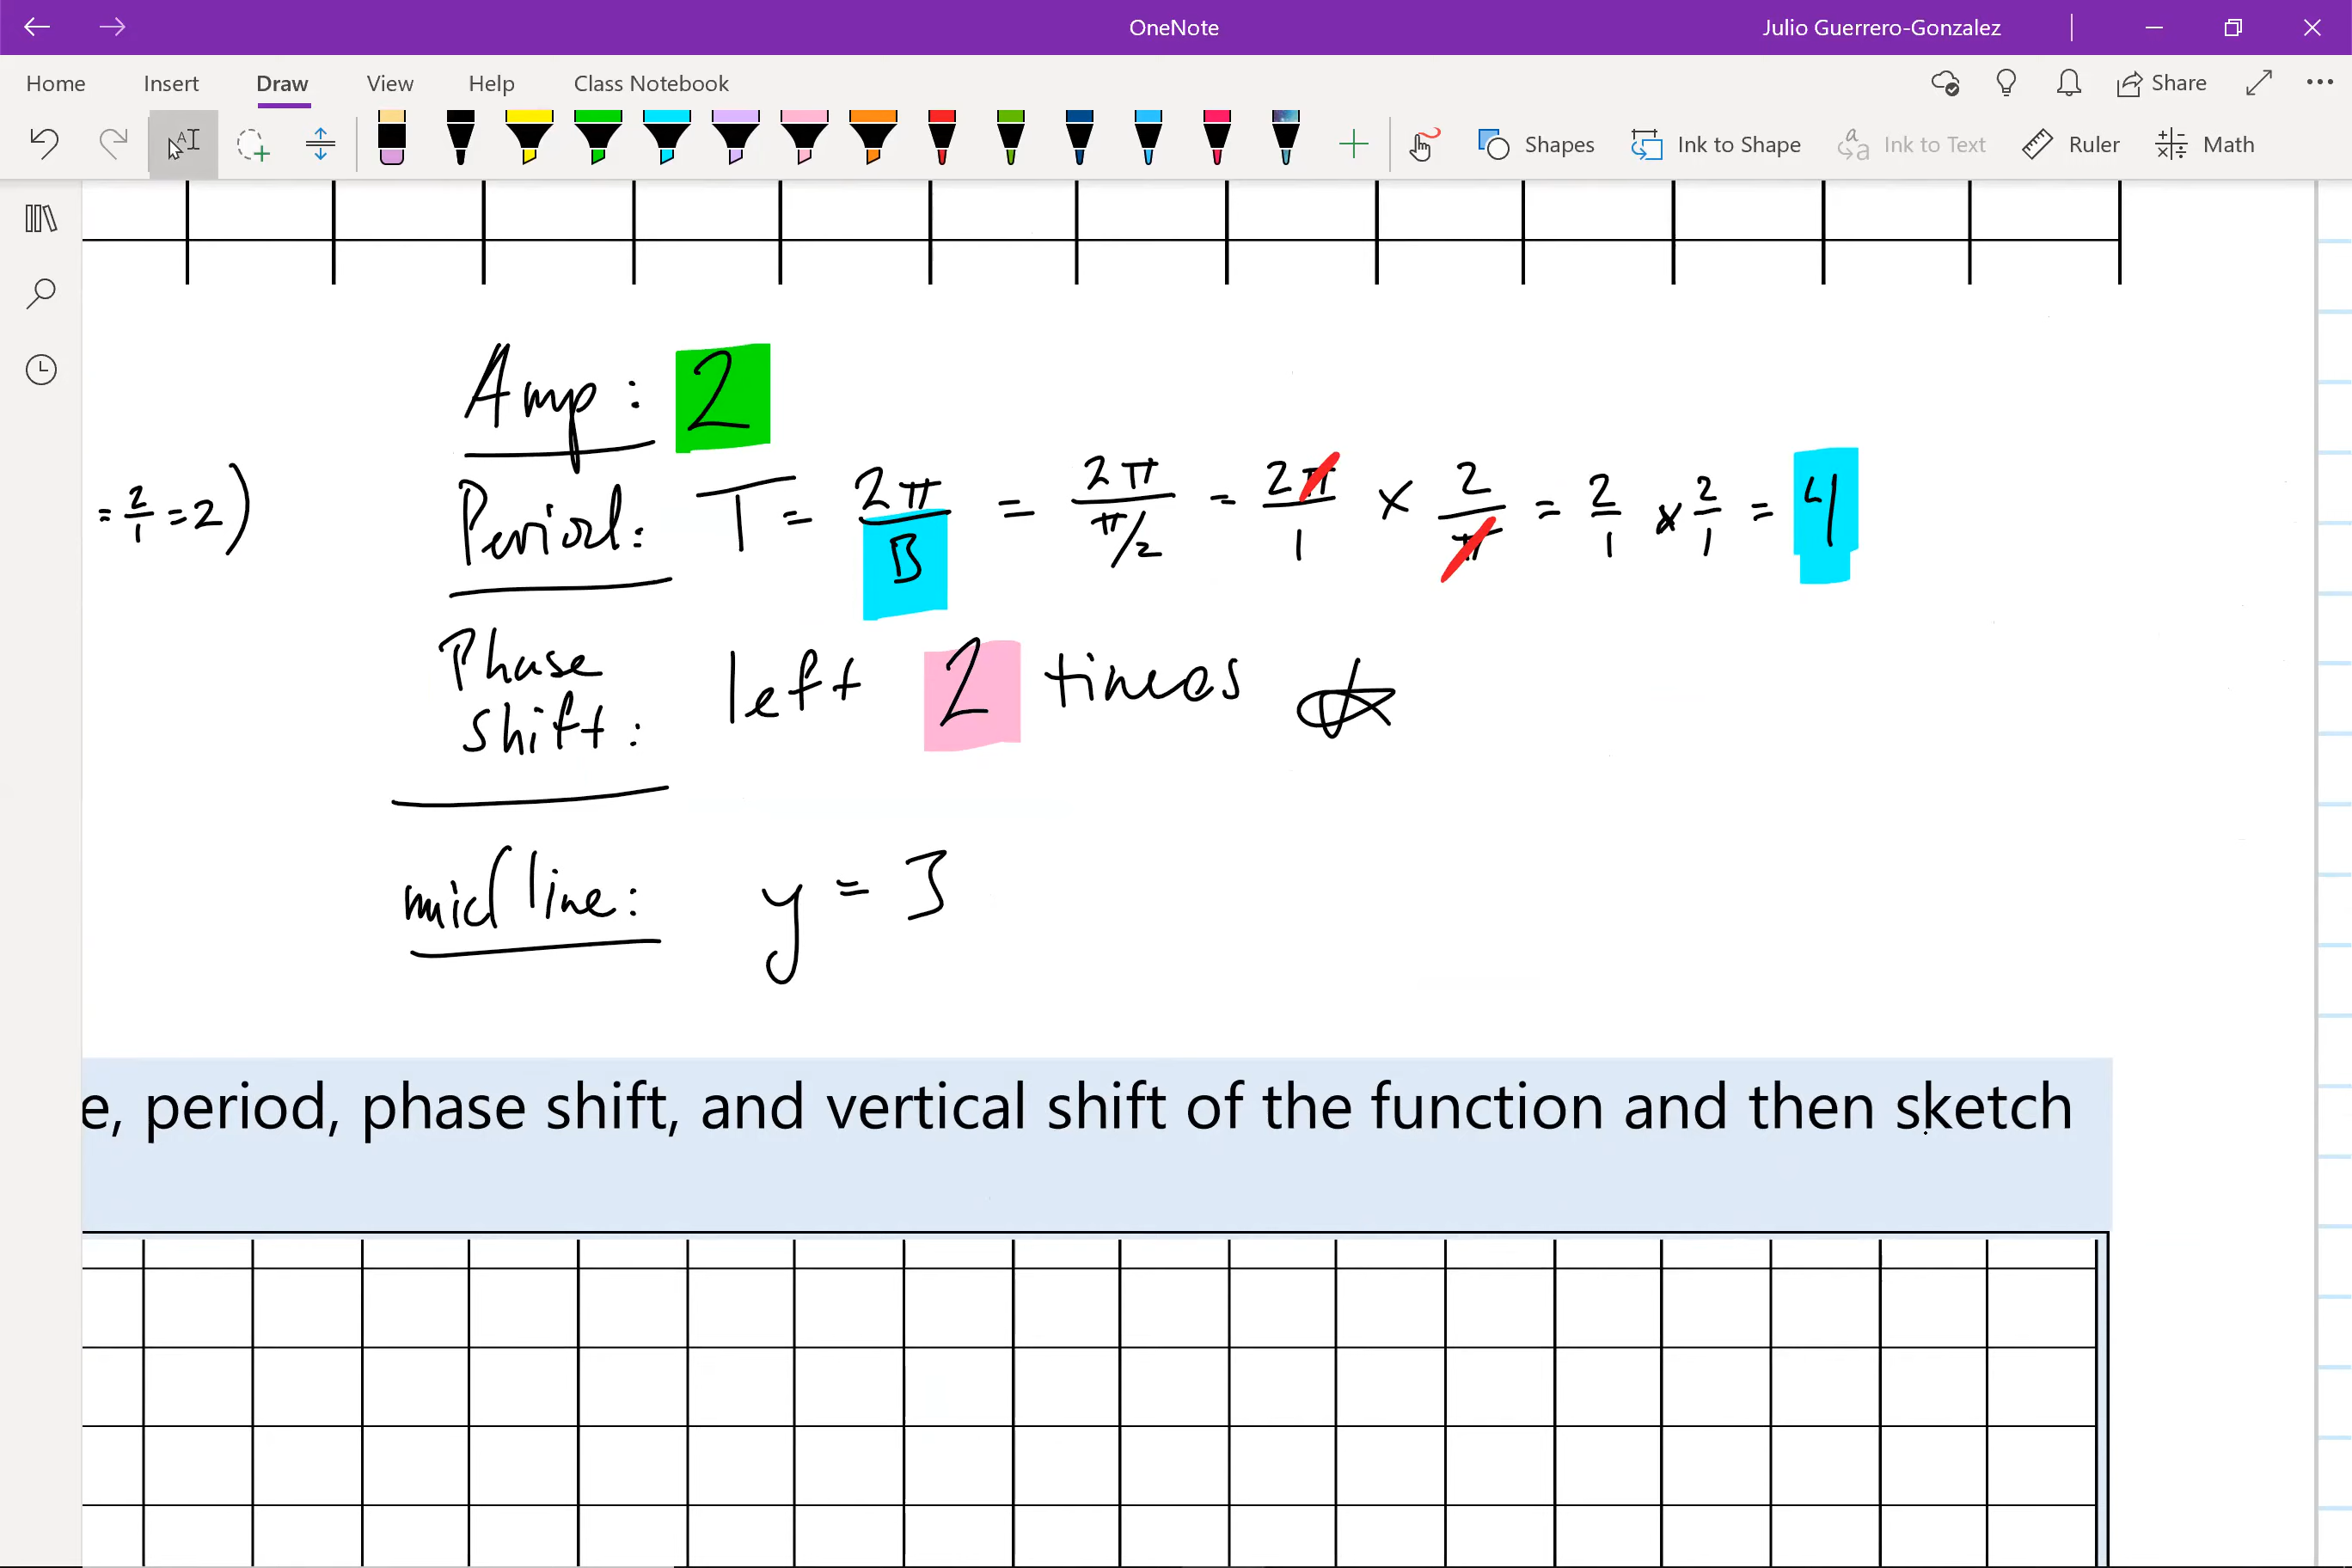 OneNote
Julio Guerrero-Gonzalez
Home Insert Draw View Help Class Notebook Share
Shapes Ink to Shape Ink to Text Ruler Math
Amp: 2
= 2/1 = 2)
Period: T = 2π/B = 2π/π/2 = 2π/1 × 2/π = 2/1 × 2/1 = 4
Phase
shift: left 2 times ☆
midline: y = 3
e, period, phase shift, and vertical shift of the function and then sketch